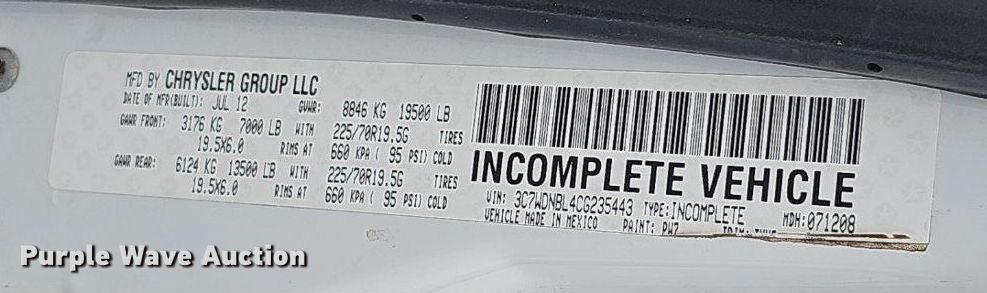 MFD BY CHRYSLER GROUP LLC
DATE OF MFR(BUILT): JUL 12 GVWR: 8846 KG 19500 LB
GAWR FRONT: 3176 KG 7000 LB WITH 225/70R19.5G TIRES
19.5X6.0 RIMS AT 660 KPA ( 95 PSI) COLD
GAWR REAR: 6124 KG 13500 LB WITH 225/70R19.5G TIRES
19.5X6.0 RIMS AT 660 KPA ( 95 PSI) COLD
INCOMPLETE VEHICLE
VIN: 3C7WDNBL4CG235443 TYPE:INCOMPLETE
VEHICLE MADE IN MEXICO PAINT: PW7 MDH:071208
Purple Wave Auction